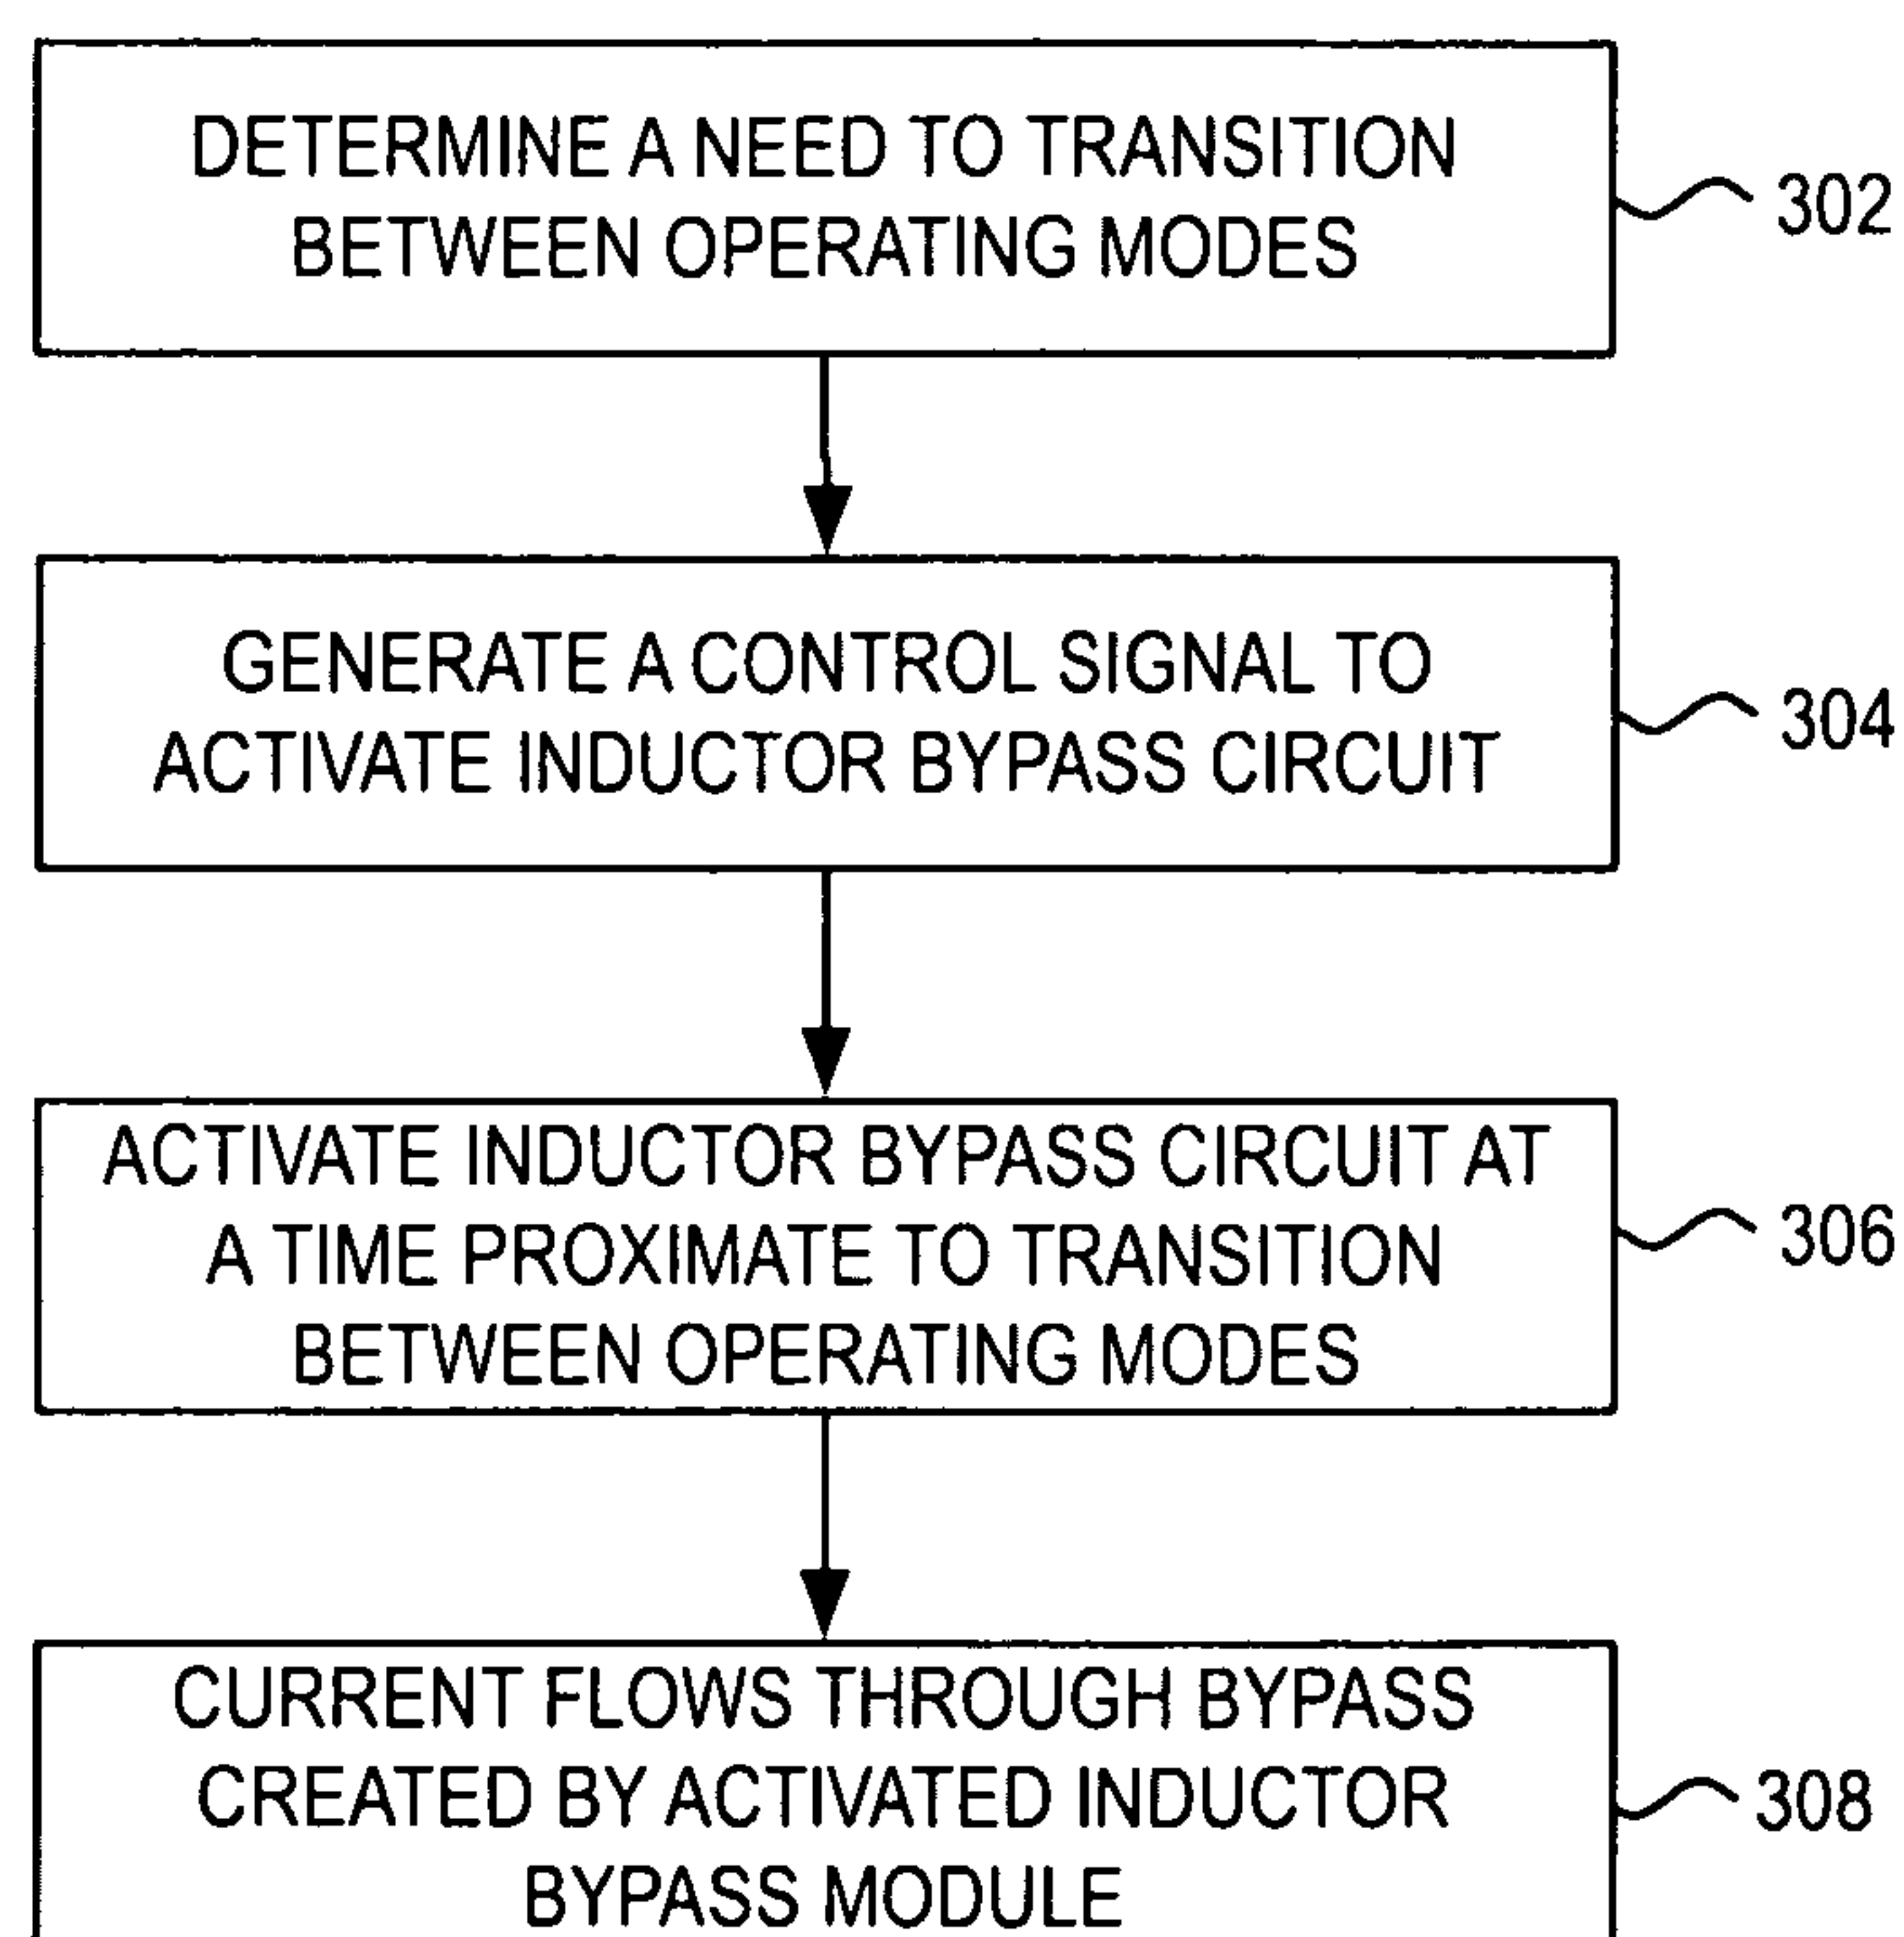 DETERMINE A NEED TO TRANSITION
BETWEEN OPERATING MODES
302
GENERATE A CONTROL SIGNAL TO
ACTIVATE INDUCTOR BYPASS CIRCUIT
304
ACTIVATE INDUCTOR BYPASS CIRCUIT AT
A TIME PROXIMATE TO TRANSITION
BETWEEN OPERATING MODES
306
CURRENT FLOWS THROUGH BYPASS
CREATED BY ACTIVATED INDUCTOR
BYPASS MODULE
308